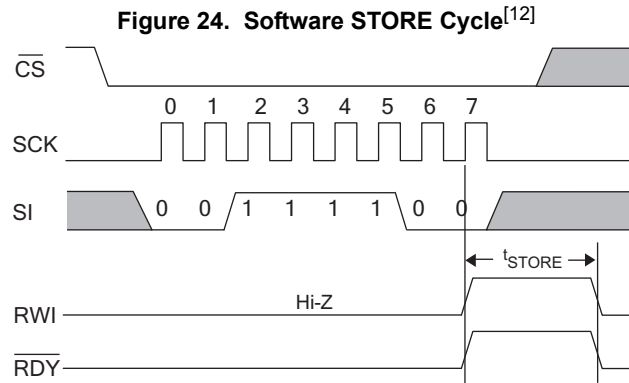 Figure 24. Software STORE Cycle[12]
CS
0 1 2 3 4 5 6 7
SCK
SI 0 0 1 1 1 1 0 0
tSTORE
Hi-Z
RWI
RDY